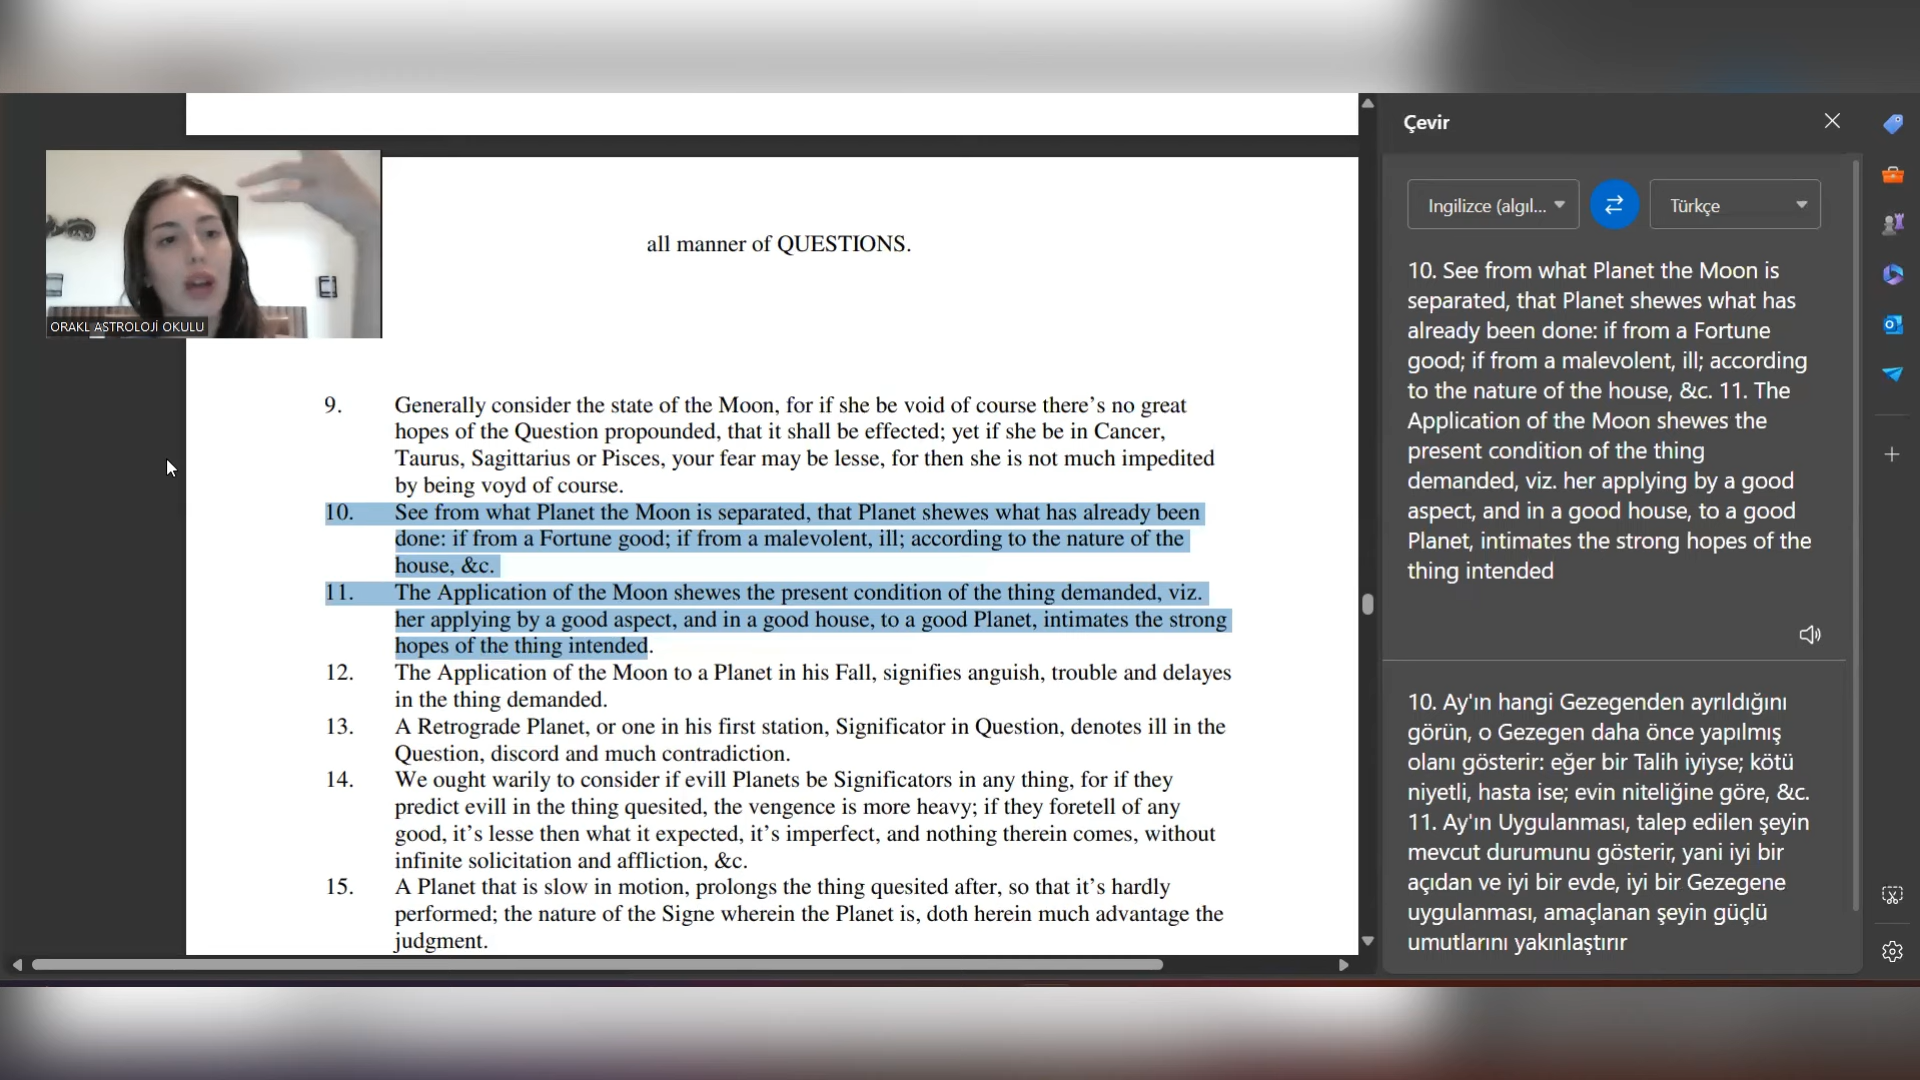 all manner of QUESTIONS.
ORAKL ASTROLOJİ OKULU
9. Generally consider the state of the Moon, for if she be void of course there's no great
hopes of the Question propounded, that it shall be effected; yet if she be in Cancer,
Taurus, Sagittarius or Pisces, your fear may be lesse, for then she is not much impedited
by being voyd of course.
10. See from what Planet the Moon is separated, that Planet shewes what has already been
done: if from a Fortune good; if from a malevolent, ill; according to the nature of the
house, &c.
11. The Application of the Moon shewes the present condition of the thing demanded, viz.
her applying by a good aspect, and in a good house, to a good Planet, intimates the strong
hopes of the thing intended.
12. The Application of the Moon to a Planet in his Fall, signifies anguish, trouble and delayes
in the thing demanded.
13. A Retrograde Planet, or one in his first station, Significator in Question, denotes ill in the
Question, discord and much contradiction.
14. We ought warily to consider if evill Planets be Significators in any thing, for if they
predict evill in the thing quesited, the vengence is more heavy; if they foretell of any
good, it's lesse then what it expected, it's imperfect, and nothing therein comes, without
infinite solicitation and affliction, &c.
15. A Planet that is slow in motion, prolongs the thing quesited after, so that it's hardly
performed; the nature of the Signe wherein the Planet is, doth herein much advantage the
judgment.
Çevir
Ingilizce (algıl...
Türkçe
10. See from what Planet the Moon is
separated, that Planet shewes what has
already been done: if from a Fortune
good; if from a malevolent, ill; according
to the nature of the house, &c. 11. The
Application of the Moon shewes the
present condition of the thing
demanded, viz. her applying by a good
aspect, and in a good house, to a good
Planet, intimates the strong hopes of the
thing intended
10. Ay'ın hangi Gezegenden ayrıldığını
görün, o Gezegen daha önce yapılmış
olanı gösterir: eğer bir Talih iyiyse; kötü
niyetli, hasta ise; evin niteliğine göre, &c.
11. Ay'ın Uygulanması, talep edilen şeyin
mevcut durumunu gösterir, yani iyi bir
açıdan ve iyi bir evde, iyi bir Gezegene
uygulanması, amaçlanan şeyin güçlü
umutlarını yakınlaştırır